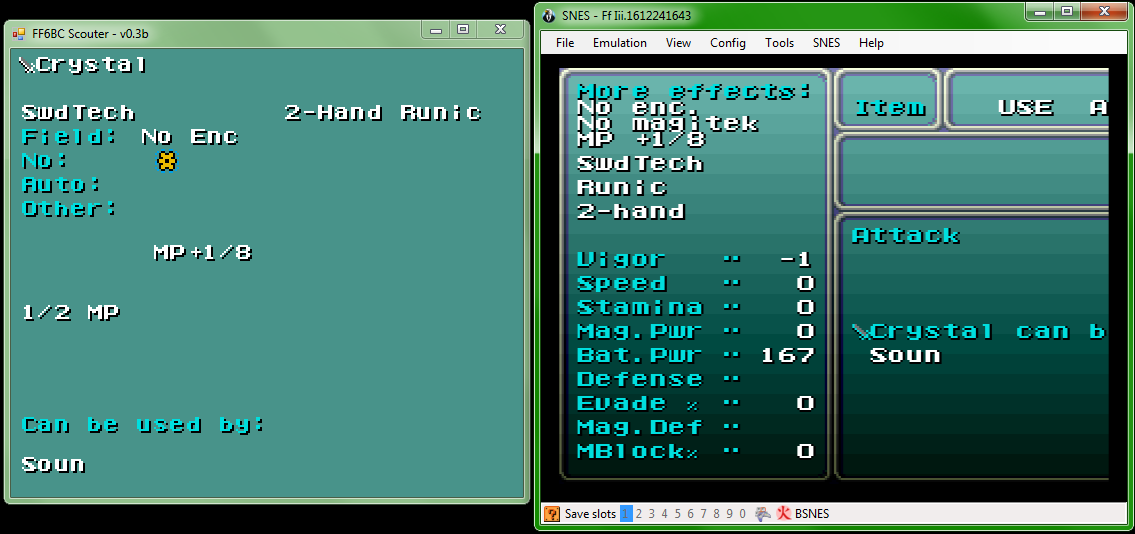 FF6BC Scouter - v0.3b
Crystal
SwdTech 2-Hand Runic
Field: No Enc
No:
Auto:
Other:
MP+1/8
1/2 MP
Can be used by:
Soun
SNES - Ff Iii.1612241643
File Emulation View Config Tools SNES Help
More effects:
No enc.
No magitek
MP +1/8
SwdTech
Runic
2-hand
Vigor ·· -1
Speed ·· 0
Stamina ·· 0
Mag.Pwr ·· 0
Bat.Pwr ·· 167
Defense ··
Evade % ·· 0
Mag.Def ··
MBlock% ·· 0
Item USE A
Attack
Crystal can b
Soun
? Save slots 1 2 3 4 5 6 7 8 9 0 火 BSNES